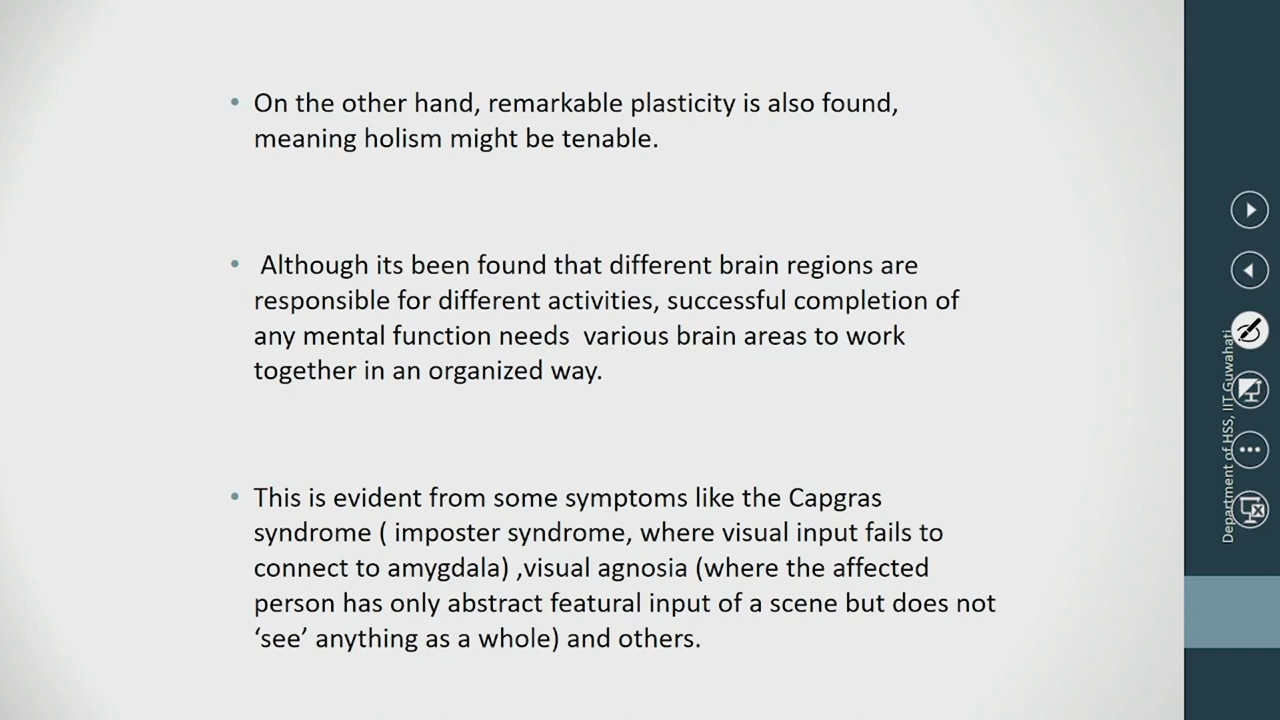 On the other hand, remarkable plasticity is also found,
meaning holism might be tenable.
Although its been found that different brain regions are
responsible for different activities, successful completion of
any mental function needs  various brain areas to work
together in an organized way.
This is evident from some symptoms like the Capgras
syndrome ( imposter syndrome, where visual input fails to
connect to amygdala) ,visual agnosia (where the affected
person has only abstract featural input of a scene but does not
‘see’ anything as a whole) and others.
Department of HSS, IIT Guwahati